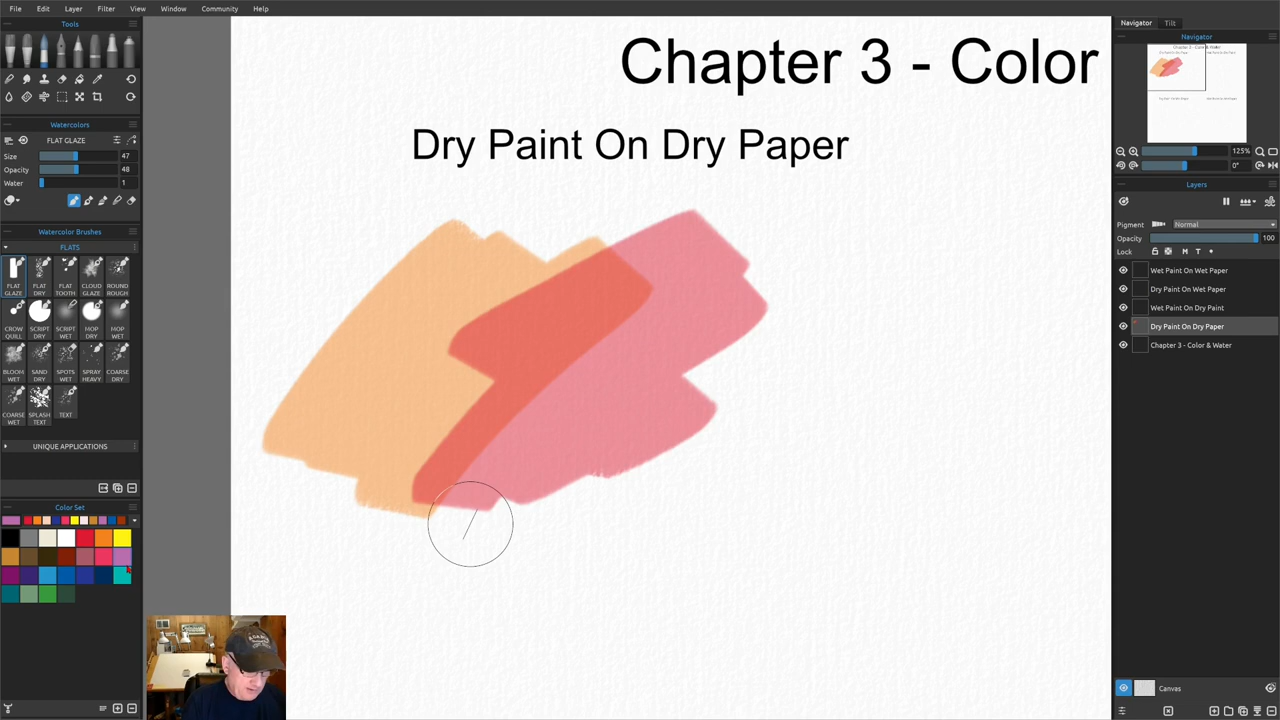 File Edit Layer Filter View Window Community Help
Tools
Watercolors
FLAT GLAZE
Size 47
Opacity 48
Water 1
Watercolor Brushes
FLATS
FLAT GLAZE FLAT DRY FLAT TOOTH CLOUD GLAZE ROUND ROUGH
CROW QUILL SCRIPT DRY SCRIPT WET MOP DRY MOP WET
BLOOM WET SAND DRY SPOTS WET SPRAY HEAVY COARSE DRY
COARSE WET SPLASH TEXT TEXT
UNIQUE APPLICATIONS
Color Set
Chapter 3 - Color
Dry Paint On Dry Paper
Navigator Tilt
Navigator
125%
0°
Layers
Pigment Normal
Opacity 100
Lock M T
Wet Paint On Wet Paper
Dry Paint On Wet Paper
Wet Paint On Dry Paint
Dry Paint On Dry Paper
Chapter 3 - Color & Water
Canvas